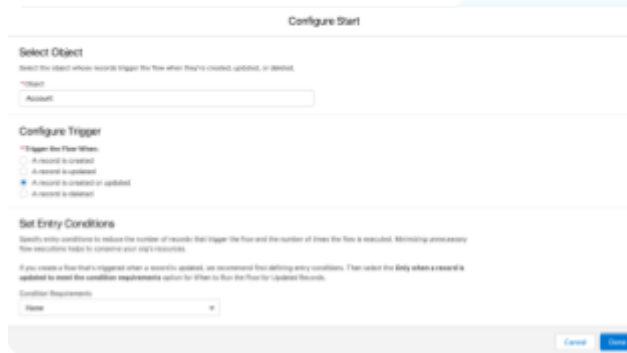 Configure Start
Select Object
Select the object whose records trigger the flow when they're created, updated, or deleted.
*Object
Account
Configure Trigger
*Trigger the Flow When:
A record is created
A record is updated
A record is created or updated
A record is deleted
Set Entry Conditions
Specify entry conditions to reduce the number of records that trigger the flow and the number of times the flow is executed. Minimizing unnecessary
flow executions helps to conserve your org's resources.
If you create a flow that's triggered when a record is updated, we recommend first defining entry conditions. Then select the Only when a record is
updated to meet the condition requirements option for When to Run the Flow for Updated Records.
Condition Requirements
None
Cancel
Done